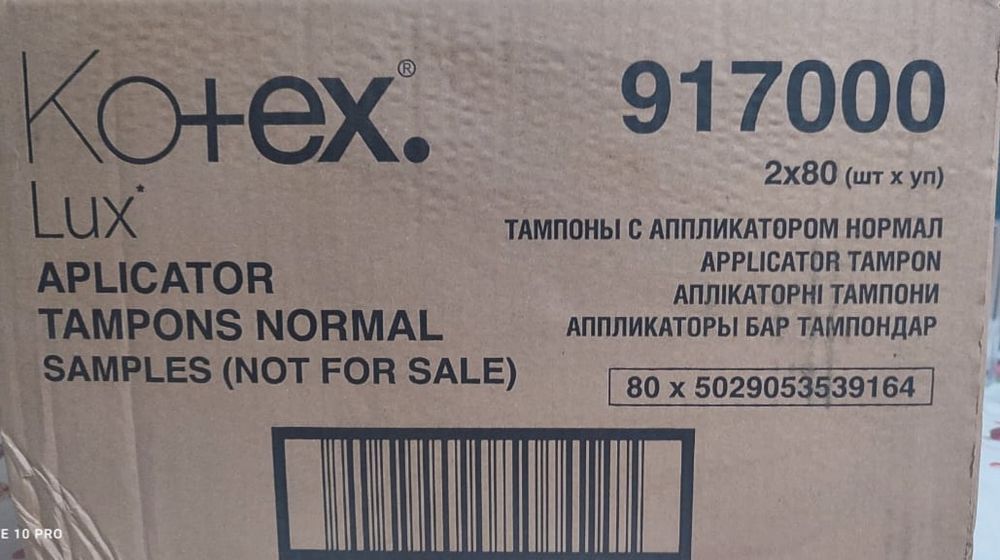 Kotex®.
Lux*
APLICATOR
TAMPONS NORMAL
SAMPLES (NOT FOR SALE)
917000
2x80 (шт х уп)
ТАМПОНЫ С АППЛИКАТОРОМ НОРМАЛ
APPLICATOR TAMPON
АПЛІКАТОРНІ ТАМПОНИ
АППЛИКАТОРЫ БАР ТАМПОНДАР
80 x 5029053539164
E 10 PRO